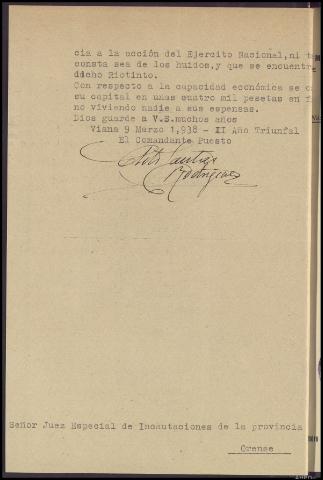 cia a la acción del Ejercito Nacional, ni
consta sea de los huidos, y que se encuentr
dicho Riotinto.
Con respecto a la capacidad económica se
su capital en unas cuatro mil pesetas en
no viviendo nadie a sus espensas.
Dios guarde a V.S. muchos años
Viana 9 Marzo 1,938 - II Año Triunfal
El Comandante Puesto
Santiago
Rodriguez
Señor Juez Especial de Incautaciones de la provincia
Orense